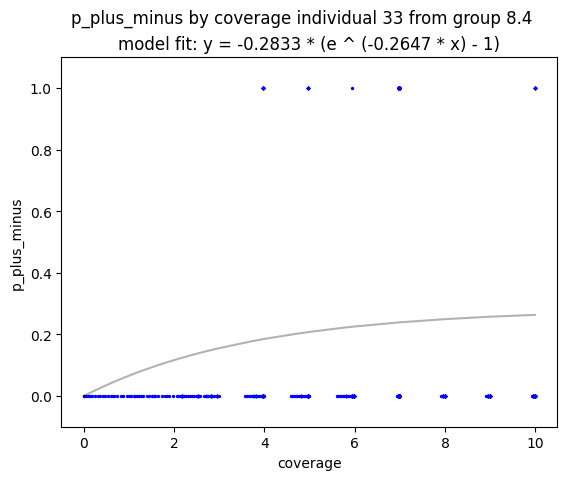 p_plus_minus by coverage individual 33 from group 8.4
model fit: y = -0.2833 * (e ^ (-0.2647 * x) - 1)
1.0
0.8
0.6
0.4
0.2
0.0
p_plus_minus
0 2 4 6 8 10
coverage